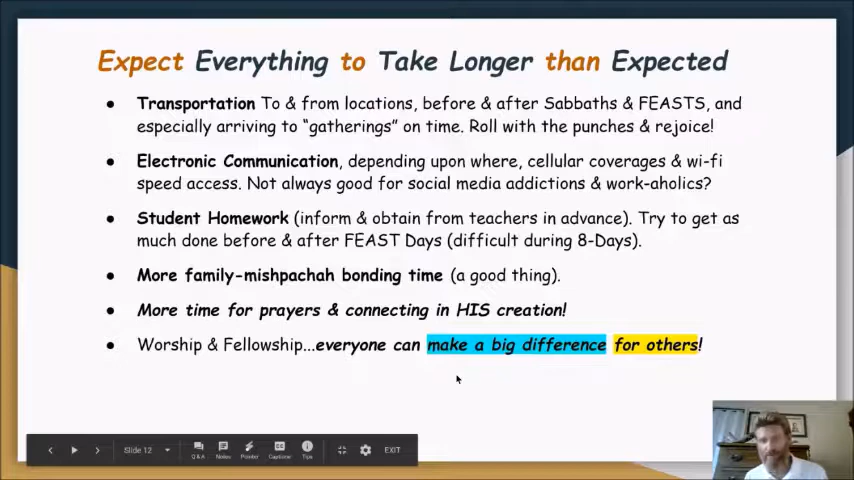 Expect Everything to Take Longer than Expected
● Transportation To & from locations, before & after Sabbaths & FEASTS, and
especially arriving to “gatherings” on time. Roll with the punches & rejoice!
● Electronic Communication, depending upon where, cellular coverages & wi-fi
speed access. Not always good for social media addictions & work-aholics?
● Student Homework (inform & obtain from teachers in advance). Try to get as
much done before & after FEAST Days (difficult during 8-Days).
● More family-mishpachah bonding time (a good thing).
● More time for prayers & connecting in HIS creation!
● Worship & Fellowship...everyone can make a big difference for others!
Slide 12
Q&A Notes Pointer Captions Tips
EXIT